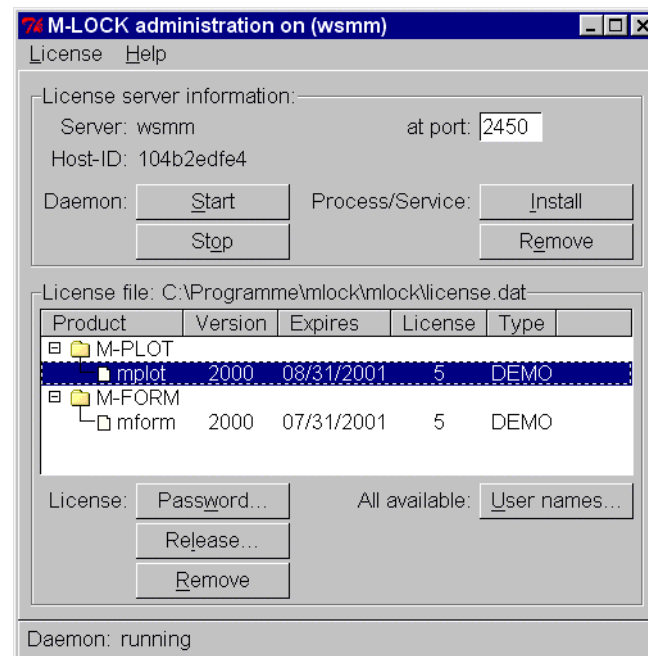 M-LOCK administration on (wsmm)
License Help
License server information:
Server: wsmm at port: 2450
Host-ID: 104b2edfe4
Daemon: Start Process/Service: Install
Stop Remove
License file: C:\Programme\mlock\mlock\license.dat
Product Version Expires License Type
M-PLOT
mplot 2000 08/31/2001 5 DEMO
M-FORM
mform 2000 07/31/2001 5 DEMO
License: Password... All available: User names...
Release...
Remove
Daemon: running